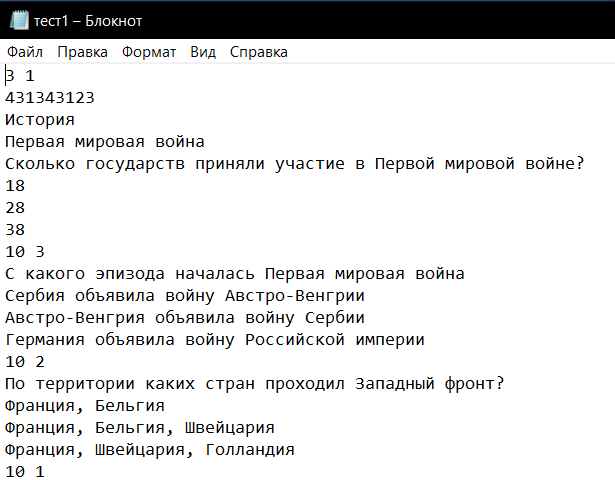 тест1 – Блокнот
Файл Правка Формат Вид Справка
3 1
431343123
История
Первая мировая война
Сколько государств приняли участие в Первой мировой войне?
18
28
38
10 3
С какого эпизода началась Первая мировая война
Сербия объявила войну Австро-Венгрии
Австро-Венгрия объявила войну Сербии
Германия объявила войну Российской империи
10 2
По территории каких стран проходил Западный фронт?
Франция, Бельгия
Франция, Бельгия, Швейцария
Франция, Швейцария, Голландия
10 1